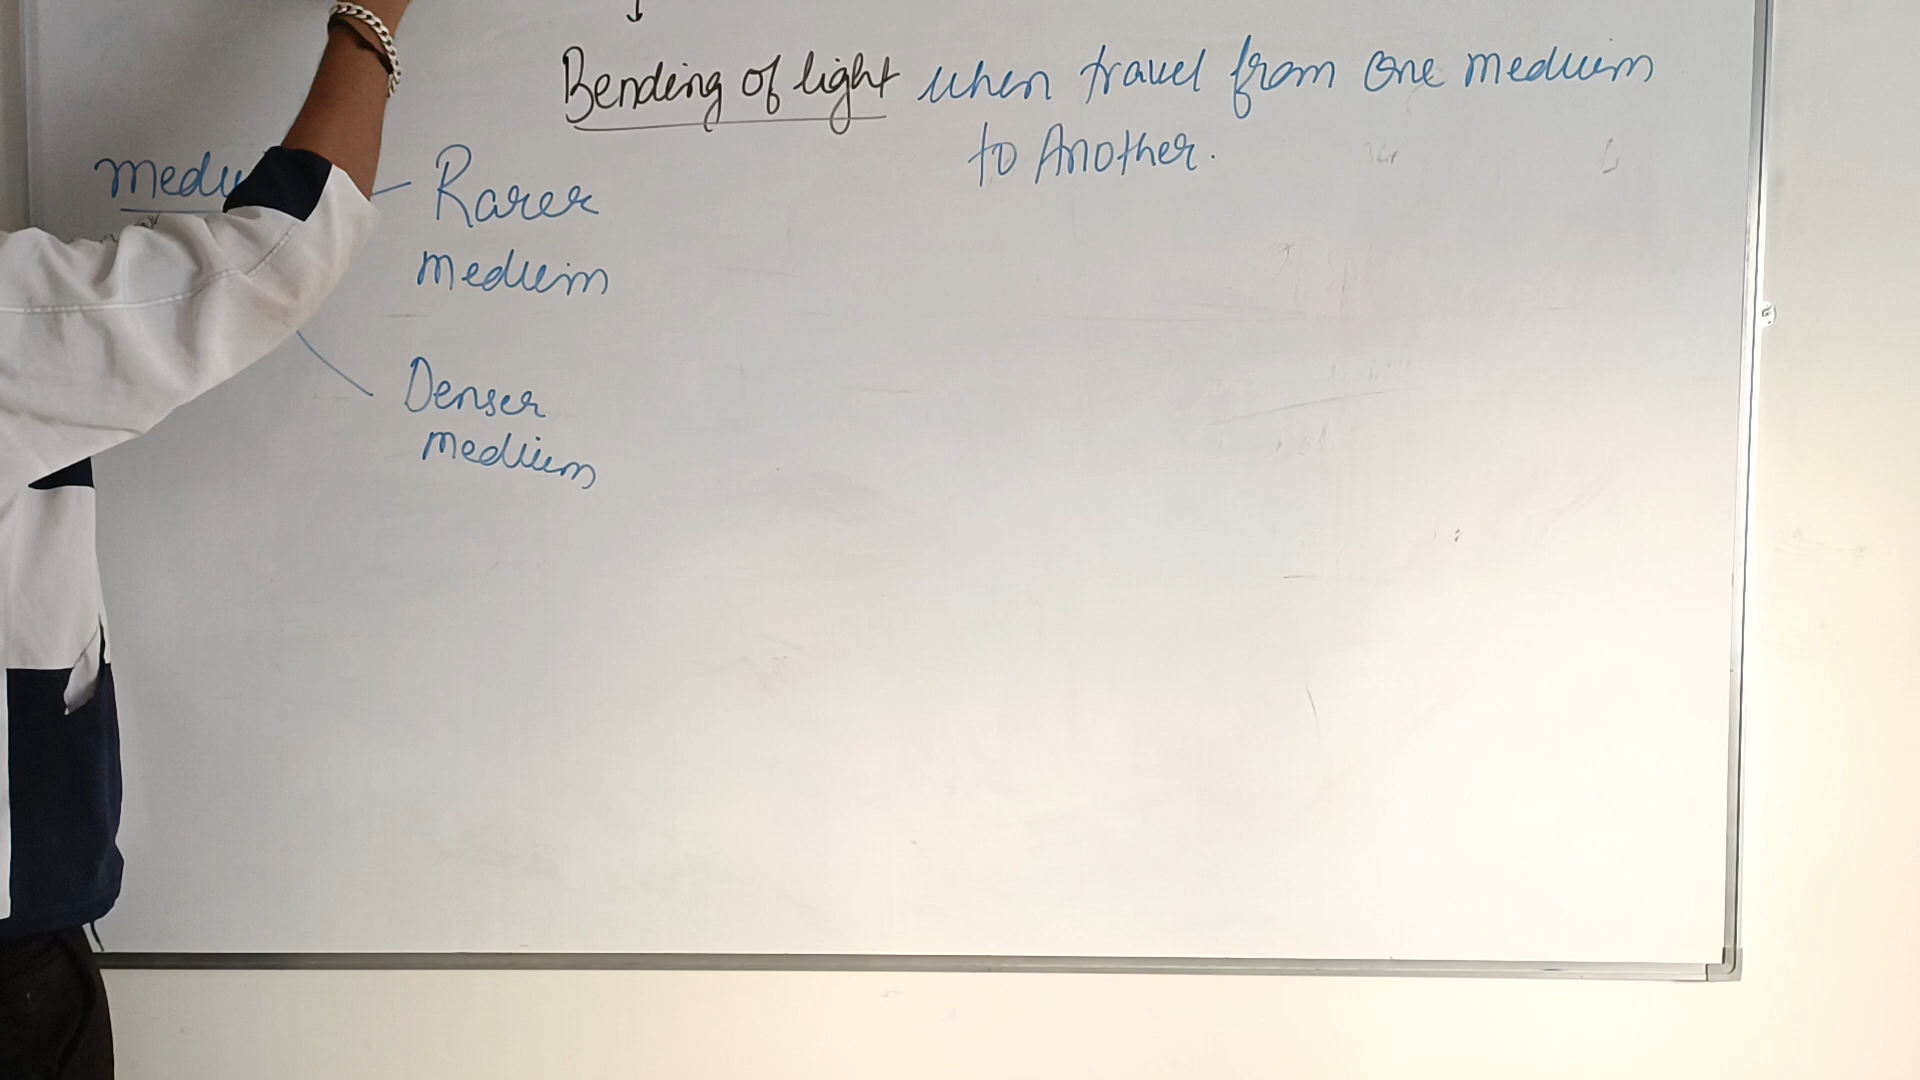 Bending of light when travel from one medium
to Another.
Rarer
medium
Denser
medium